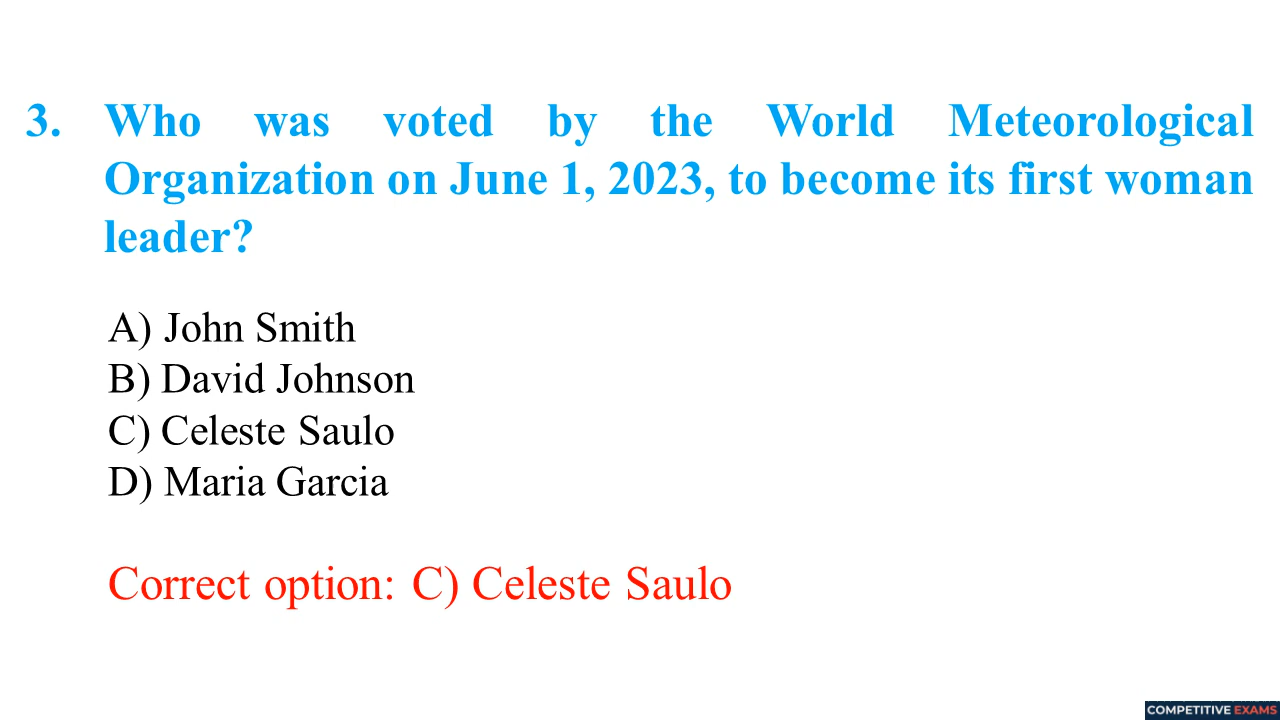 3. Who was voted by the World Meteorological
Organization on June 1, 2023, to become its first woman
leader?
A) John Smith
B) David Johnson
C) Celeste Saulo
D) Maria Garcia
Correct option: C) Celeste Saulo
COMPETITIVE EXAMS